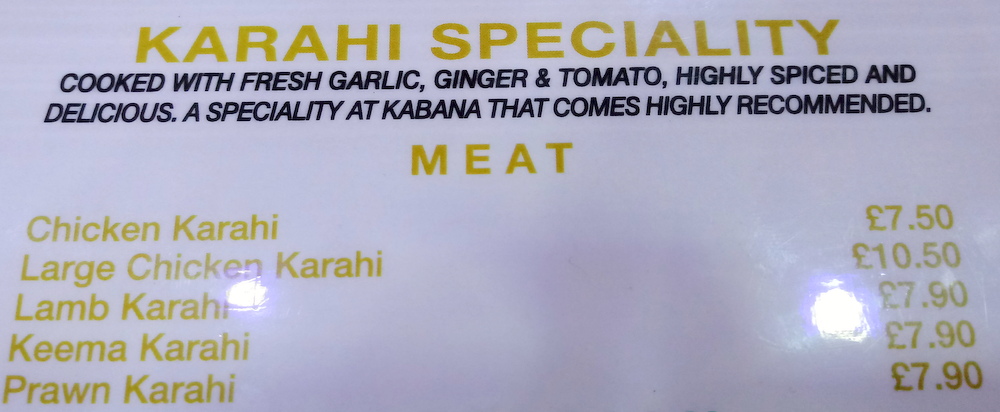 KARAHI SPECIALITY
COOKED WITH FRESH GARLIC, GINGER & TOMATO, HIGHLY SPICED AND
DELICIOUS. A SPECIALITY AT KABANA THAT COMES HIGHLY RECOMMENDED.
MEAT
Chicken Karahi £7.50
Large Chicken Karahi £10.50
Lamb Karahi £7.90
Keema Karahi £7.90
Prawn Karahi £7.90